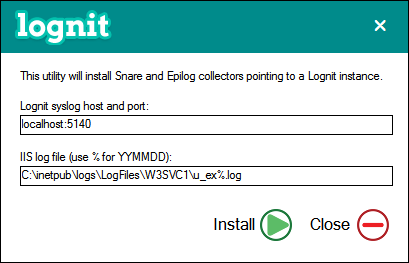 lognit
This utility will install Snare and Epilog collectors pointing to a Lognit instance.
Lognit syslog host and port:
localhost:5140
IIS log file (use % for YYMMDD):
C:\inetpub\logs\LogFiles\W3SVC1\u_ex%.log
Install Close